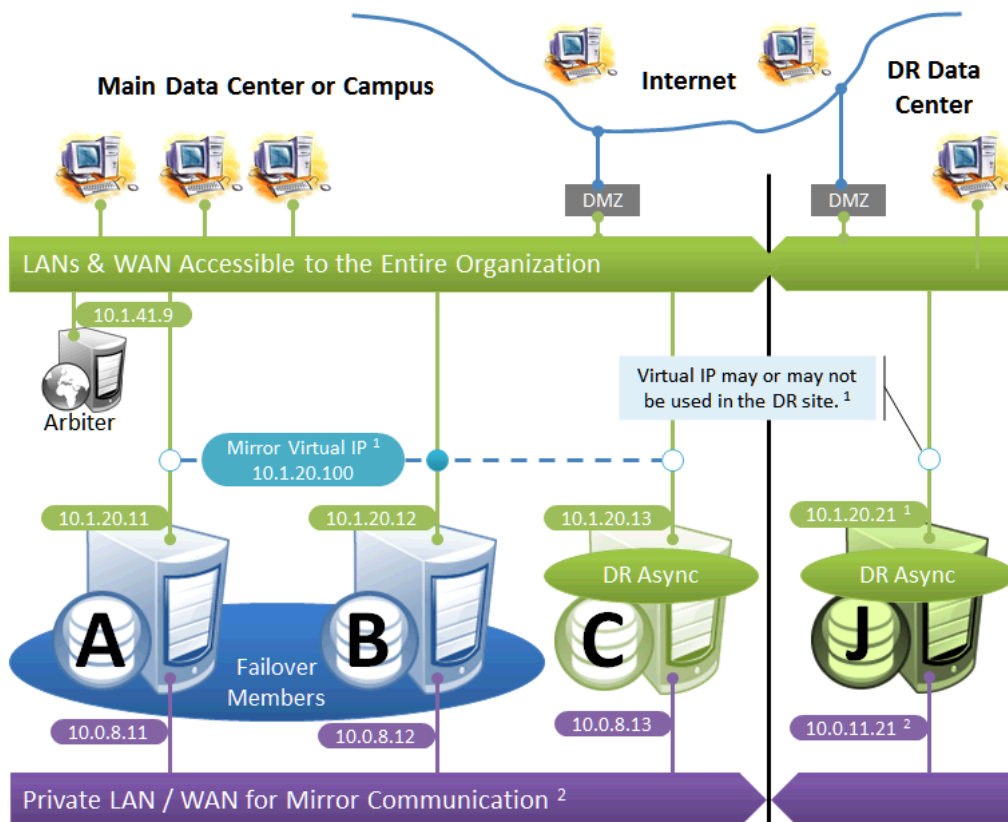 Main Data Center or Campus
Internet
DR Data
Center
DMZ
DMZ
LANs & WAN Accessible to the Entire Organization
10.1.41.9
Arbiter
Virtual IP may or may not
be used in the DR site. 1
Mirror Virtual IP 1
10.1.20.100
10.1.20.11
10.1.20.12
10.1.20.13
10.1.20.21 1
DR Async
DR Async
A
B
C
J
Failover
Members
10.0.8.11
10.0.8.12
10.0.8.13
10.0.11.21 2
Private LAN / WAN for Mirror Communication 2